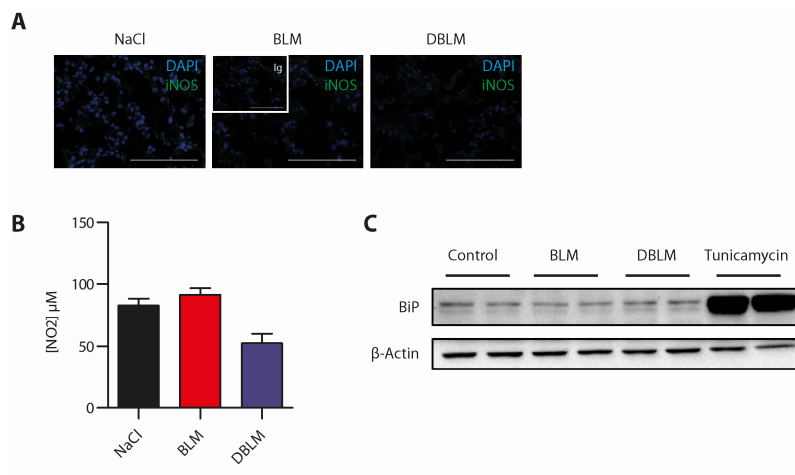 A
NaCl
BLM
DBLM
DAPI
iNOS
Ig
DAPI
iNOS
DAPI
iNOS
B
150
100
50
0
[NO2] µM
NaCl
BLM
DBLM
C
Control
BLM
DBLM
Tunicamycin
BiP
β-Actin